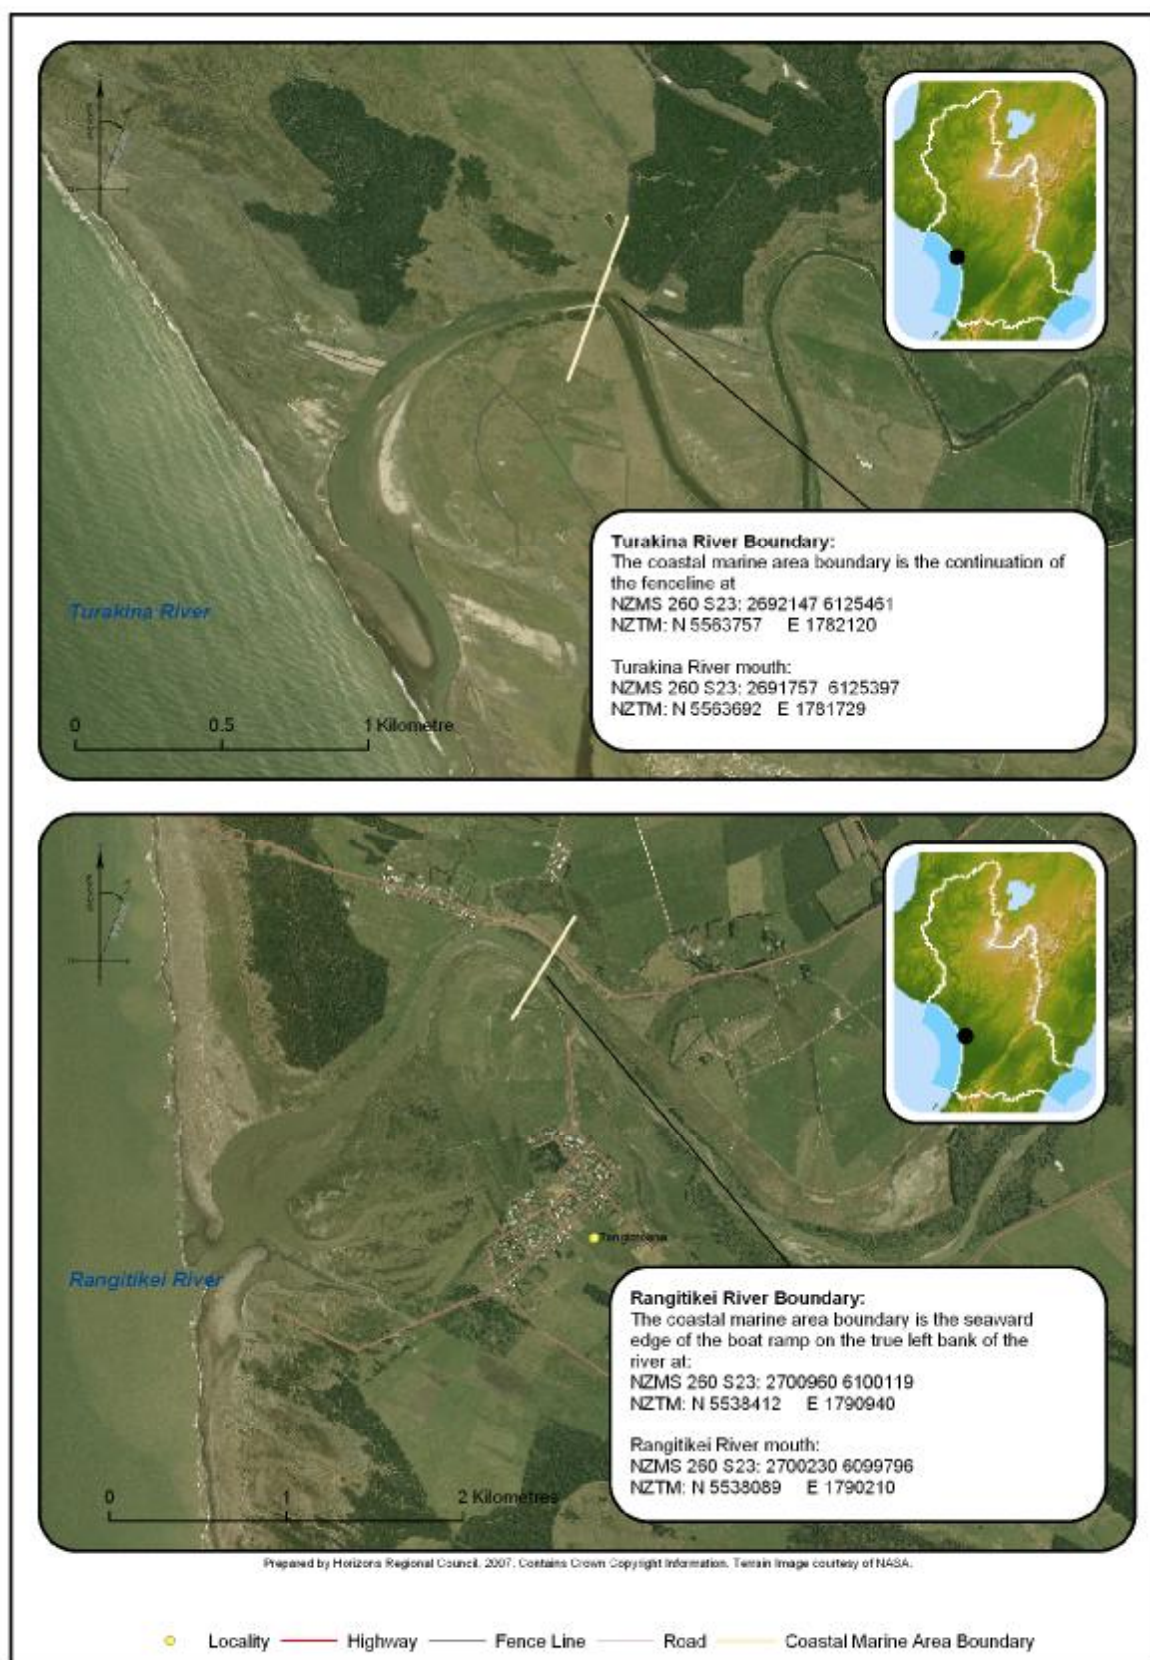 Turakina River Boundary:
The coastal marine area boundary is the continuation of
the fenceline at
NZMS 260 S23: 2692147 6125461
NZTM: N 5563757 E 1782120
Turakina River mouth:
NZMS 260 S23: 2691757 6125397
NZTM: N 5563692 E 1781729
Turakina River
0 0.5 1 Kilometre
Rangitikei River
Rangitikei River Boundary:
The coastal marine area boundary is the seaward
edge of the boat ramp on the true left bank of the
river at:
NZMS 260 S23: 2700960 6100119
NZTM: N 5538412 E 1790940
Rangitikei River mouth:
NZMS 260 S23: 2700230 6099796
NZTM: N 5538089 E 1790210
0 1 2 Kilometres
Prepared by Horizons Regional Council, 2007. Contains Crown Copyright Information. Terrain Image courtesy of NASA.
Locality Highway Fence Line Road Coastal Marine Area Boundary